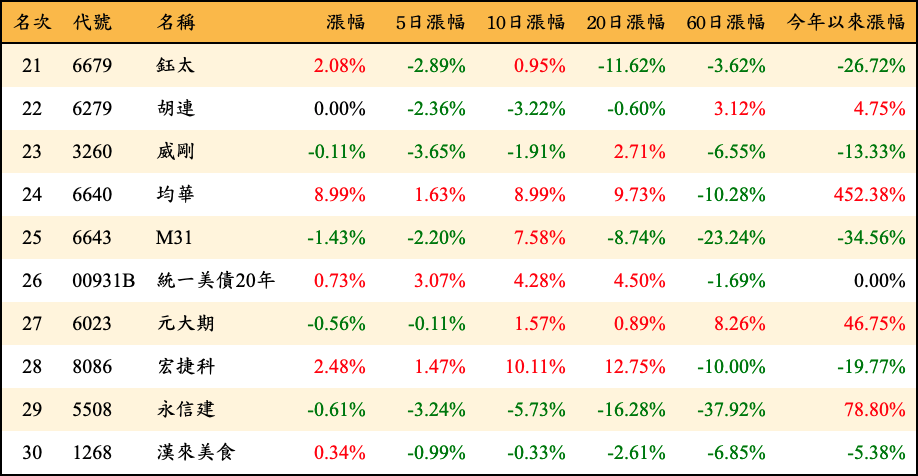 名次 代號 名稱 漲幅 5日漲幅 10日漲幅 20日漲幅 60日漲幅 今年以來漲幅
21 6679 鈺太 2.08% -2.89% 0.95% -11.62% -3.62% -26.72%
22 6279 胡連 0.00% -2.36% -3.22% -0.60% 3.12% 4.75%
23 3260 威剛 -0.11% -3.65% -1.91% 2.71% -6.55% -13.33%
24 6640 均華 8.99% 1.63% 8.99% 9.73% -10.28% 452.38%
25 6643 M31 -1.43% -2.20% 7.58% -8.74% -23.24% -34.56%
26 00931B 統一美債20年 0.73% 3.07% 4.28% 4.50% -1.69% 0.00%
27 6023 元大期 -0.56% -0.11% 1.57% 0.89% 8.26% 46.75%
28 8086 宏捷科 2.48% 1.47% 10.11% 12.75% -10.00% -19.77%
29 5508 永信建 -0.61% -3.24% -5.73% -16.28% -37.92% 78.80%
30 1268 漢來美食 0.34% -0.99% -0.33% -2.61% -6.85% -5.38%